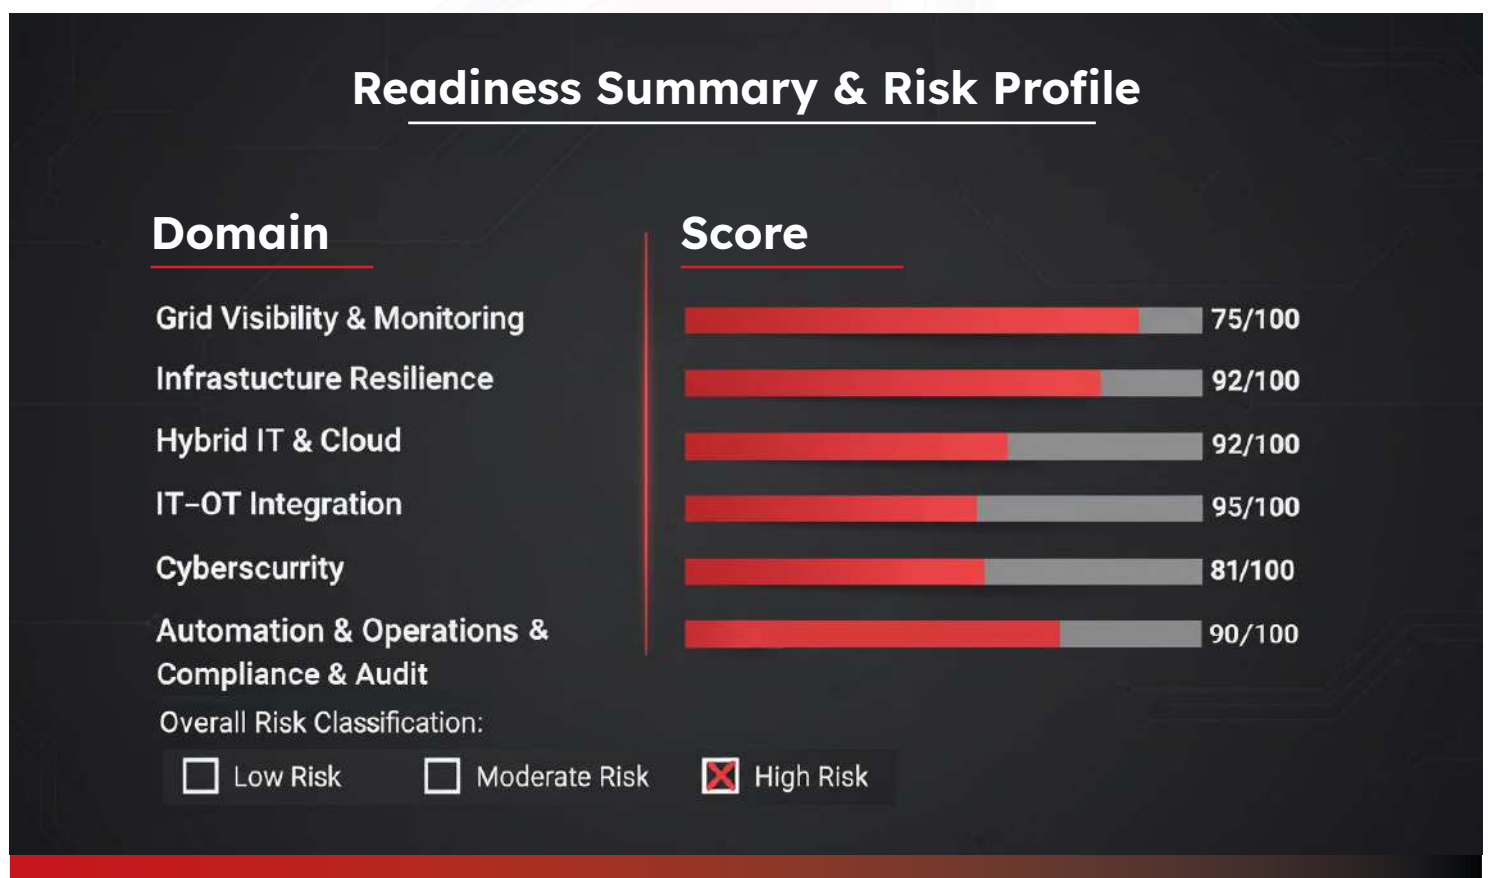 Readiness Summary & Risk Profile
Domain
Score
Grid Visibility & Monitoring
75/100
Infrastucture Resilience
92/100
Hybrid IT & Cloud
92/100
IT–OT Integration
95/100
Cyberscurrity
81/100
Automation & Operations &
Compliance & Audit
90/100
Overall Risk Classification:
Low Risk
Moderate Risk
High Risk